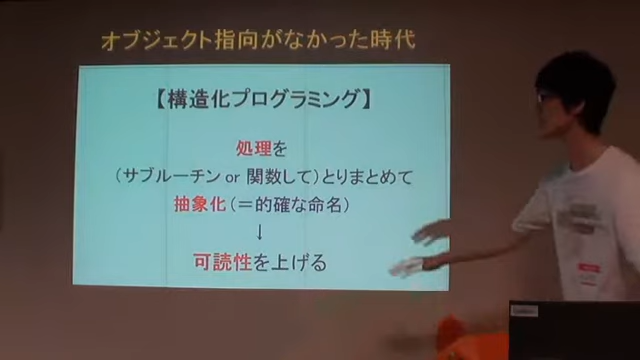 オブジェクト指向がなかった時代
【構造化プログラミング】
処理を
(サブルーチン or 関数して)とりまとめて
抽象化(=的確な命名)
↓
可読性を上げる